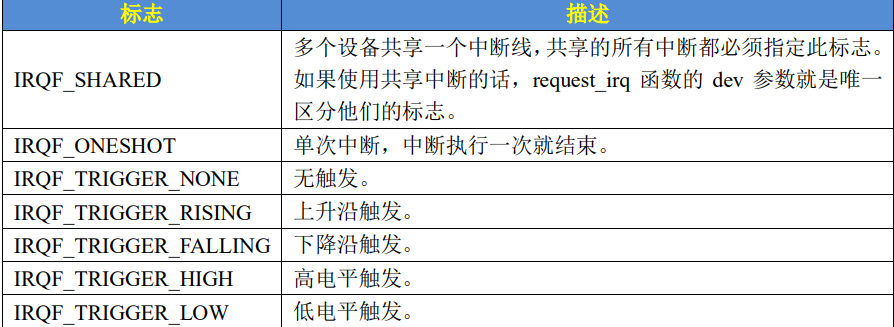 标志 描述
IRQF_SHARED
多个设备共享一个中断线，共享的所有中断都必须指定此标志。
如果使用共享中断的话，request_irq 函数的 dev 参数就是唯一
区分他们的标志。
IRQF_ONESHOT 单次中断，中断执行一次就结束。
IRQF_TRIGGER_NONE 无触发。
IRQF_TRIGGER_RISING 上升沿触发。
IRQF_TRIGGER_FALLING 下降沿触发。
IRQF_TRIGGER_HIGH 高电平触发。
IRQF_TRIGGER_LOW 低电平触发。